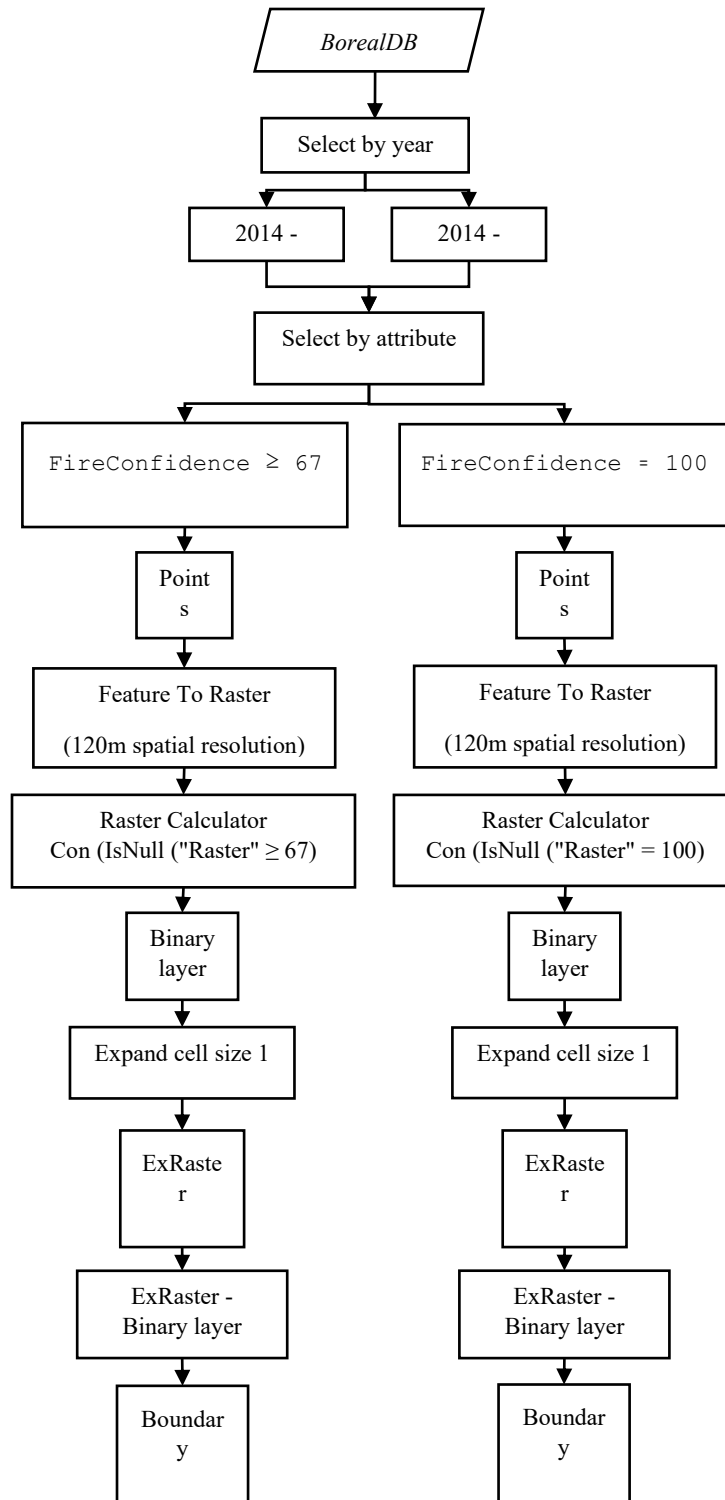 BorealDB
Select by year
2014 -
2014 -
Select by attribute
FireConfidence ≥ 67
FireConfidence = 100
Point
s
Point
s
Feature To Raster
(120m spatial resolution)
Feature To Raster
(120m spatial resolution)
Raster Calculator
Con (IsNull ("Raster" ≥ 67)
Raster Calculator
Con (IsNull ("Raster" = 100)
Binary
layer
Binary
layer
Expand cell size 1
Expand cell size 1
ExRaste
r
ExRaste
r
ExRaster -
Binary layer
ExRaster -
Binary layer
Boundar
y
Boundar
y